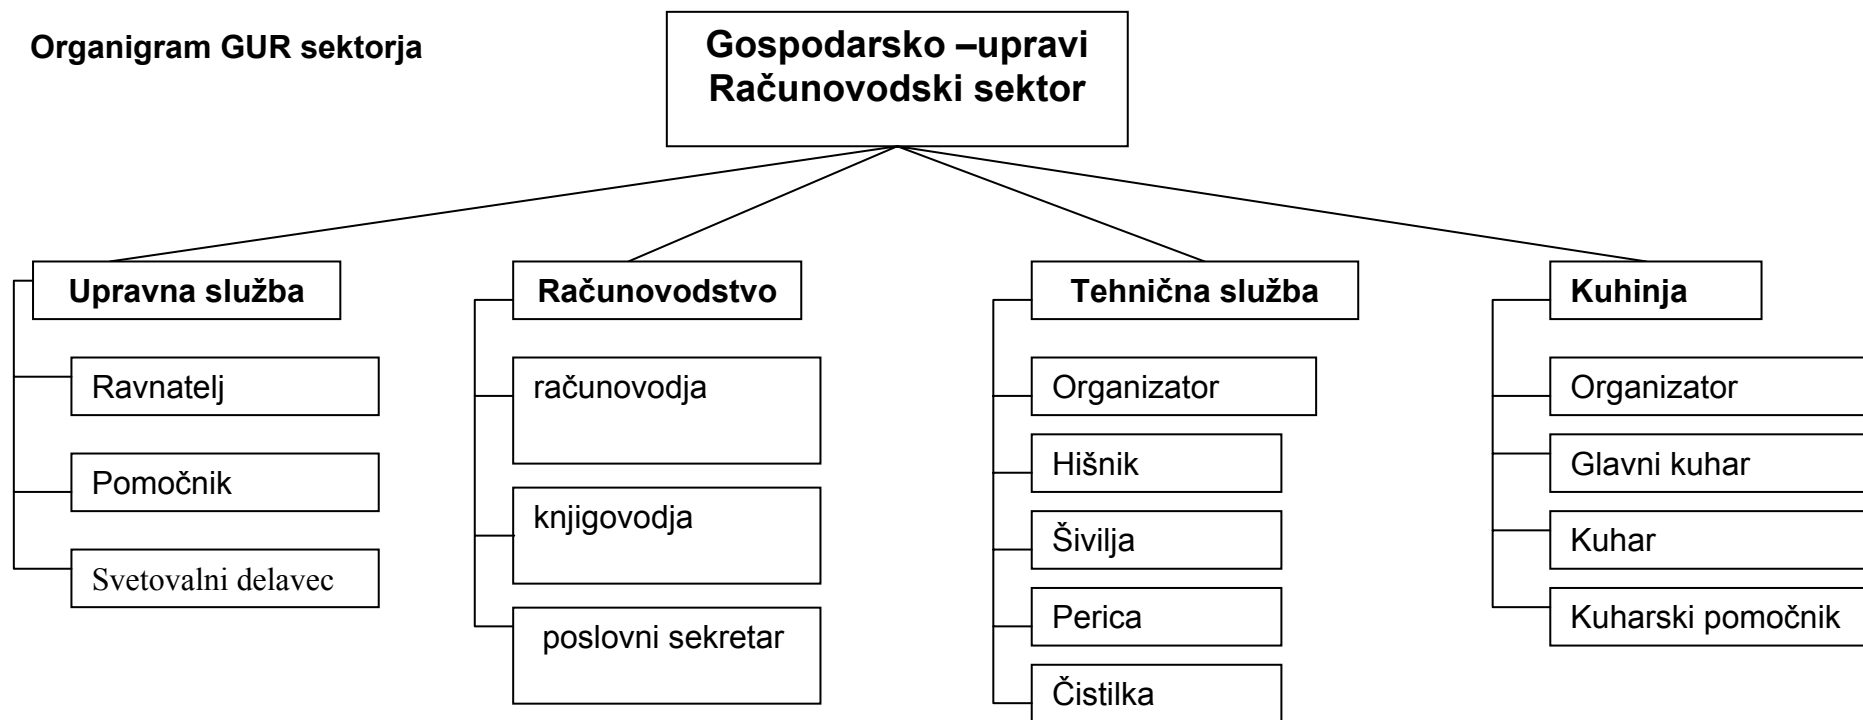 Organigram GUR sektorja
Gospodarsko –upravi
Računovodski sektor
Upravna služba
Ravnatelj
Pomočnik
Svetovalni delavec
Računovodstvo
računovodja
knjigovodja
poslovni sekretar
Tehnična služba
Organizator
Hišnik
Šivilja
Perica
Čistilka
Kuhinja
Organizator
Glavni kuhar
Kuhar
Kuharski pomočnik